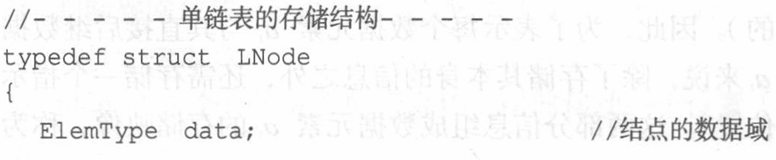 //- - - - - 单链表的存储结构- - - - -
typedef struct LNode
{
ElemType data; //结点的数据域